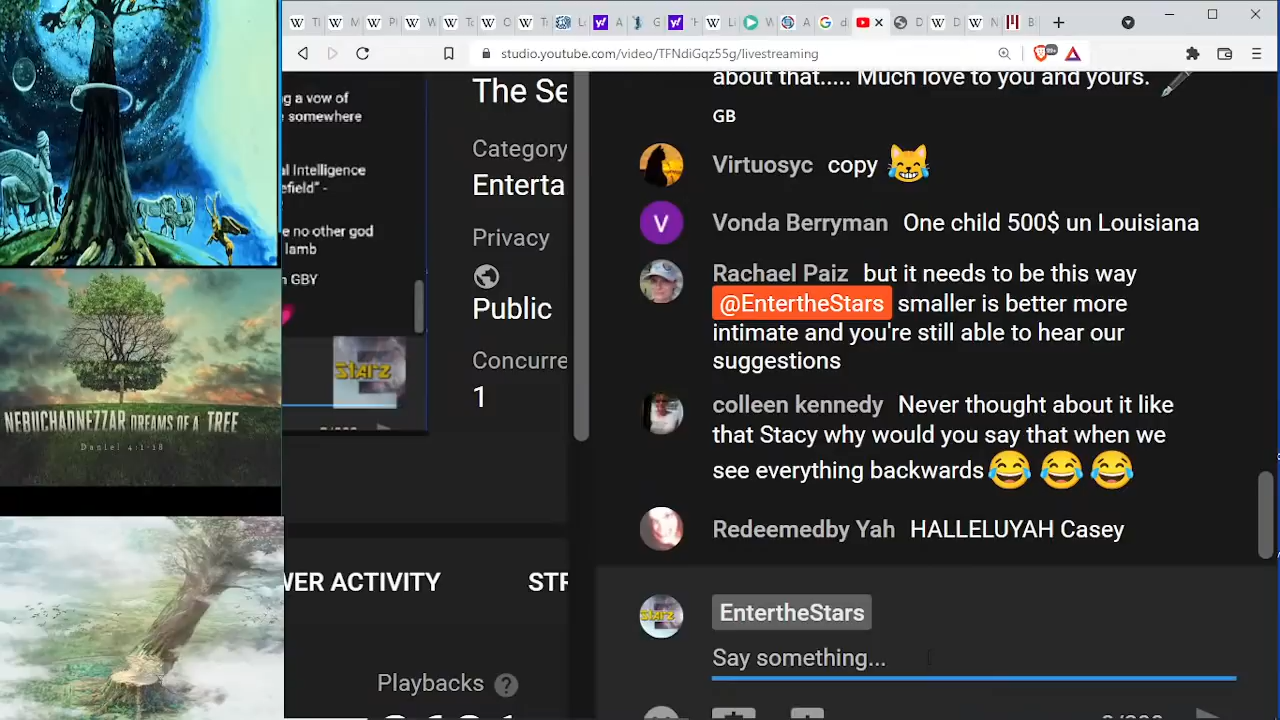 studio.youtube.com/video/TFNdiGqz55g/livestreaming
99+
NEBUCHADNEZZAR DREAMS OF A TREE
Daniel 4:1-18
g a vow of
e somewhere
al Intelligence
efield" -
e no other god
lamb
GBY
Starz
The Se
Category
Enterta
Privacy
Public
Concurre
1
WER ACTIVITY
STR
Playbacks
about that..... Much love to you and yours.
GB
Virtuosyc copy
V
Vonda Berryman One child 500$ un Louisiana
Rachael Paiz but it needs to be this way
@EntertheStars smaller is better more
intimate and you're still able to hear our
suggestions
colleen kennedy Never thought about it like
that Stacy why would you say that when we
see everything backwards
Redeemedby Yah HALLELUYAH Casey
Starz
EntertheStars
Say something...